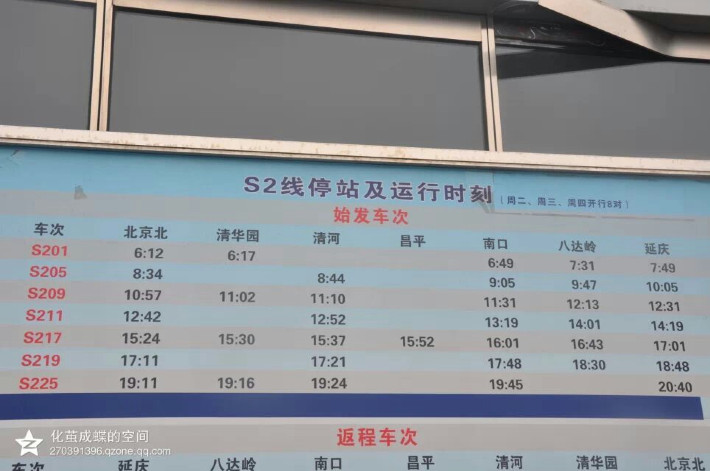 S2线停站及运行时刻 (周二、周三、周四开行8对)
始发车次
车次 北京北 清华园 清河 昌平 南口 八达岭 延庆
S201 6:12 6:17 6:49 7:31 7:49
S205 8:34 8:44 9:05 9:47 10:05
S209 10:57 11:02 11:10 11:31 12:13 12:31
S211 12:42 12:52 13:19 14:01 14:19
S217 15:24 15:30 15:37 15:52 16:01 16:43 17:01
S219 17:11 17:21 17:48 18:30 18:48
S225 19:11 19:16 19:24 19:45 20:40
返程车次
车次 延庆 八达岭 南口 昌平 清河 清华园 北京北
化茧成蝶的空间
270391396.qzone.qq.com